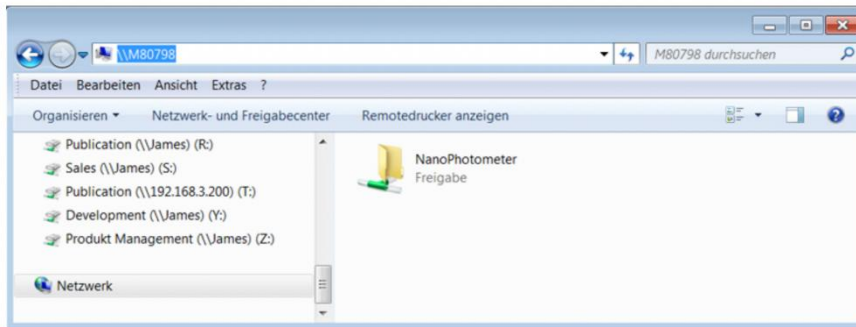 \\M80798
M80798 durchsuchen
Datei Bearbeiten Ansicht Extras ?
Organisieren Netzwerk- und Freigabecenter Remotedrucker anzeigen
Publication (\\James) (R:)
Sales (\\James) (S:)
Publication (\\192.168.3.200) (T:)
Development (\\James) (Y:)
Produkt Management (\\James) (Z:)
Netzwerk
NanoPhotometer
Freigabe